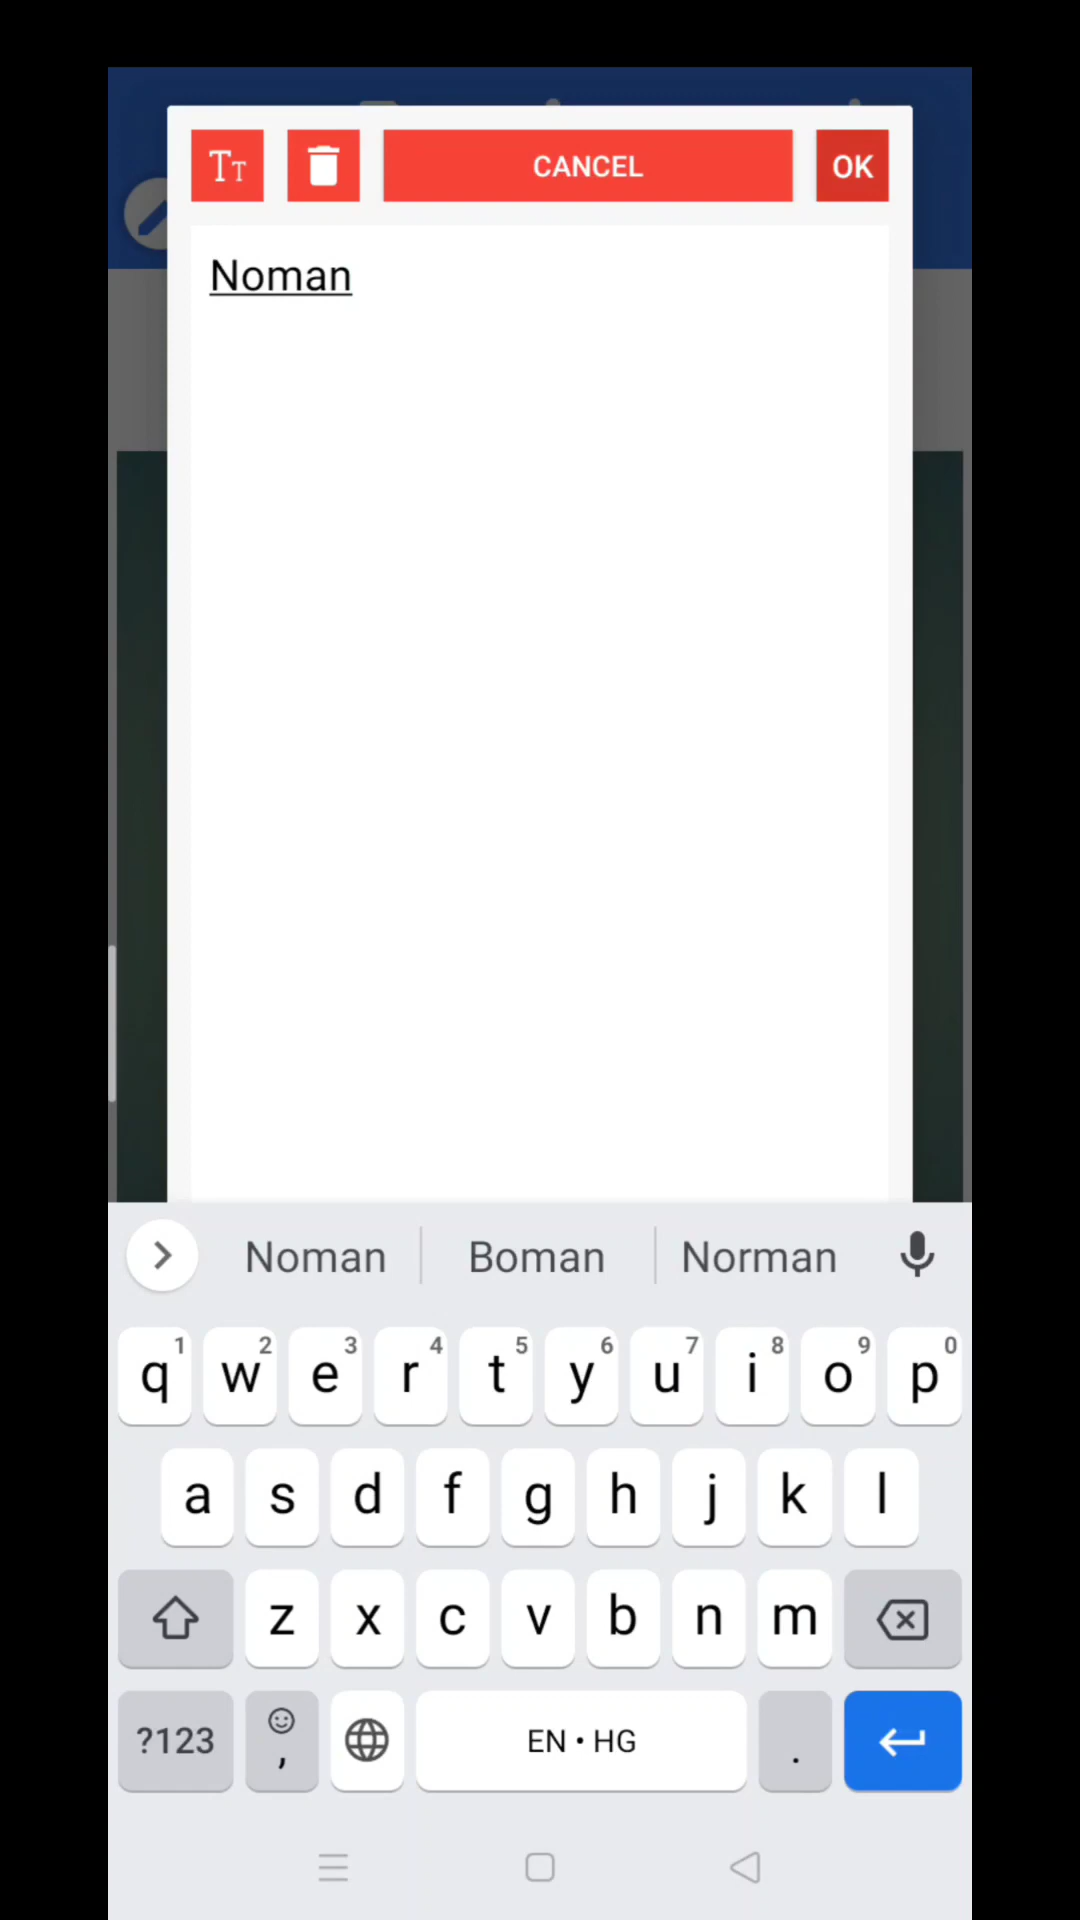 TT CANCEL OK
Noman
Noman Boman Norman
1 2 3 4 5 6 7 8 9 0
q w e r t y u i o p
a s d f g h j k l
z x c v b n m
?123 , EN • HG .